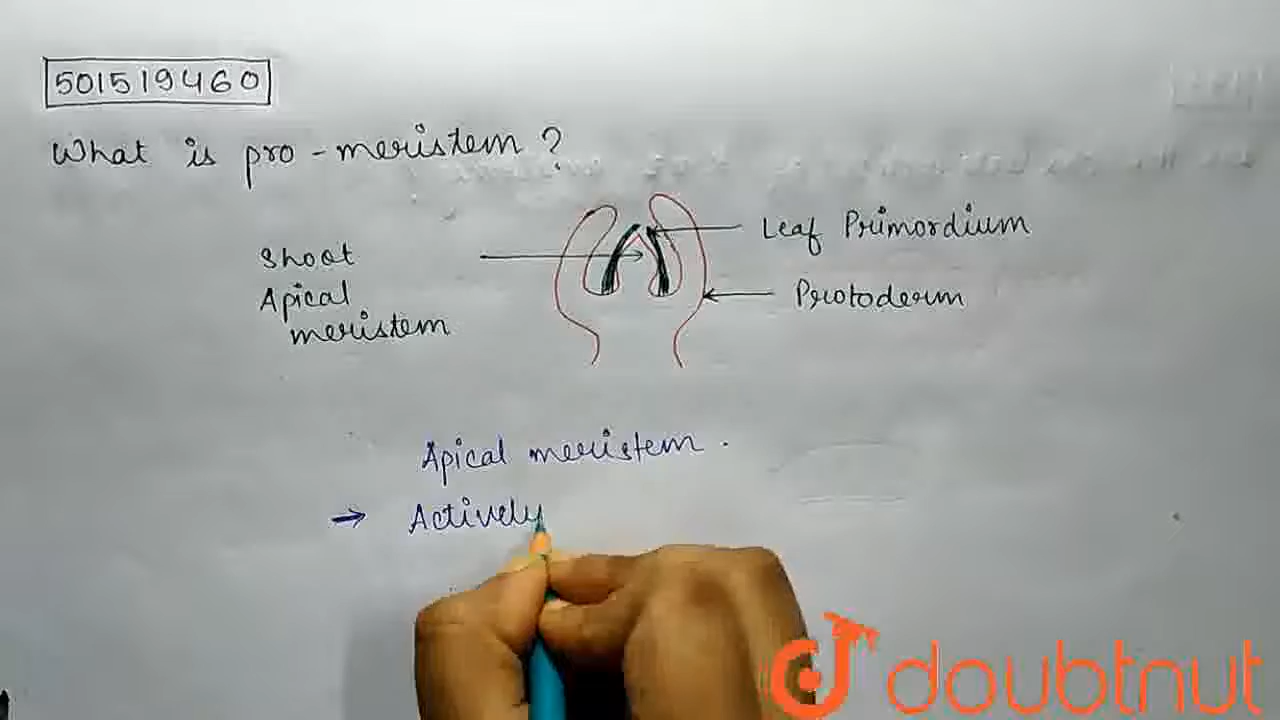 501519460
What is pro-meristem ?
Leaf Primordium
Shoot
Apical
meristem
Protoderm
Apical meristem .
→ Actively
doubtnut